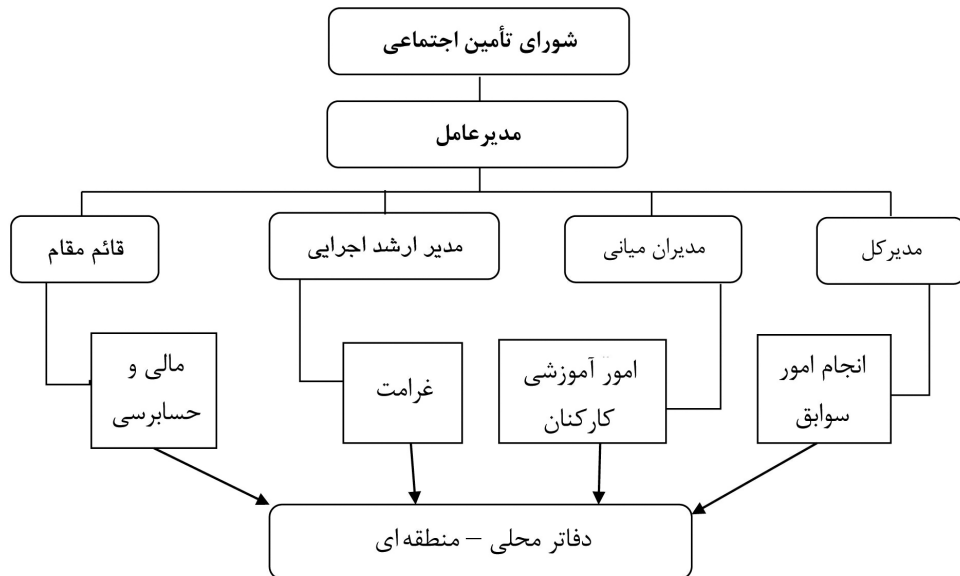 شورای تأمین اجتماعی
مدیرعامل
مدیرکل
مدیران میانی
مدیر ارشد اجرایی
قائم مقام
انجام امور
سوابق
امور آموزشی
کارکنان
غرامت
مالی و
حسابرسی
دفاتر محلی – منطقه‌ای